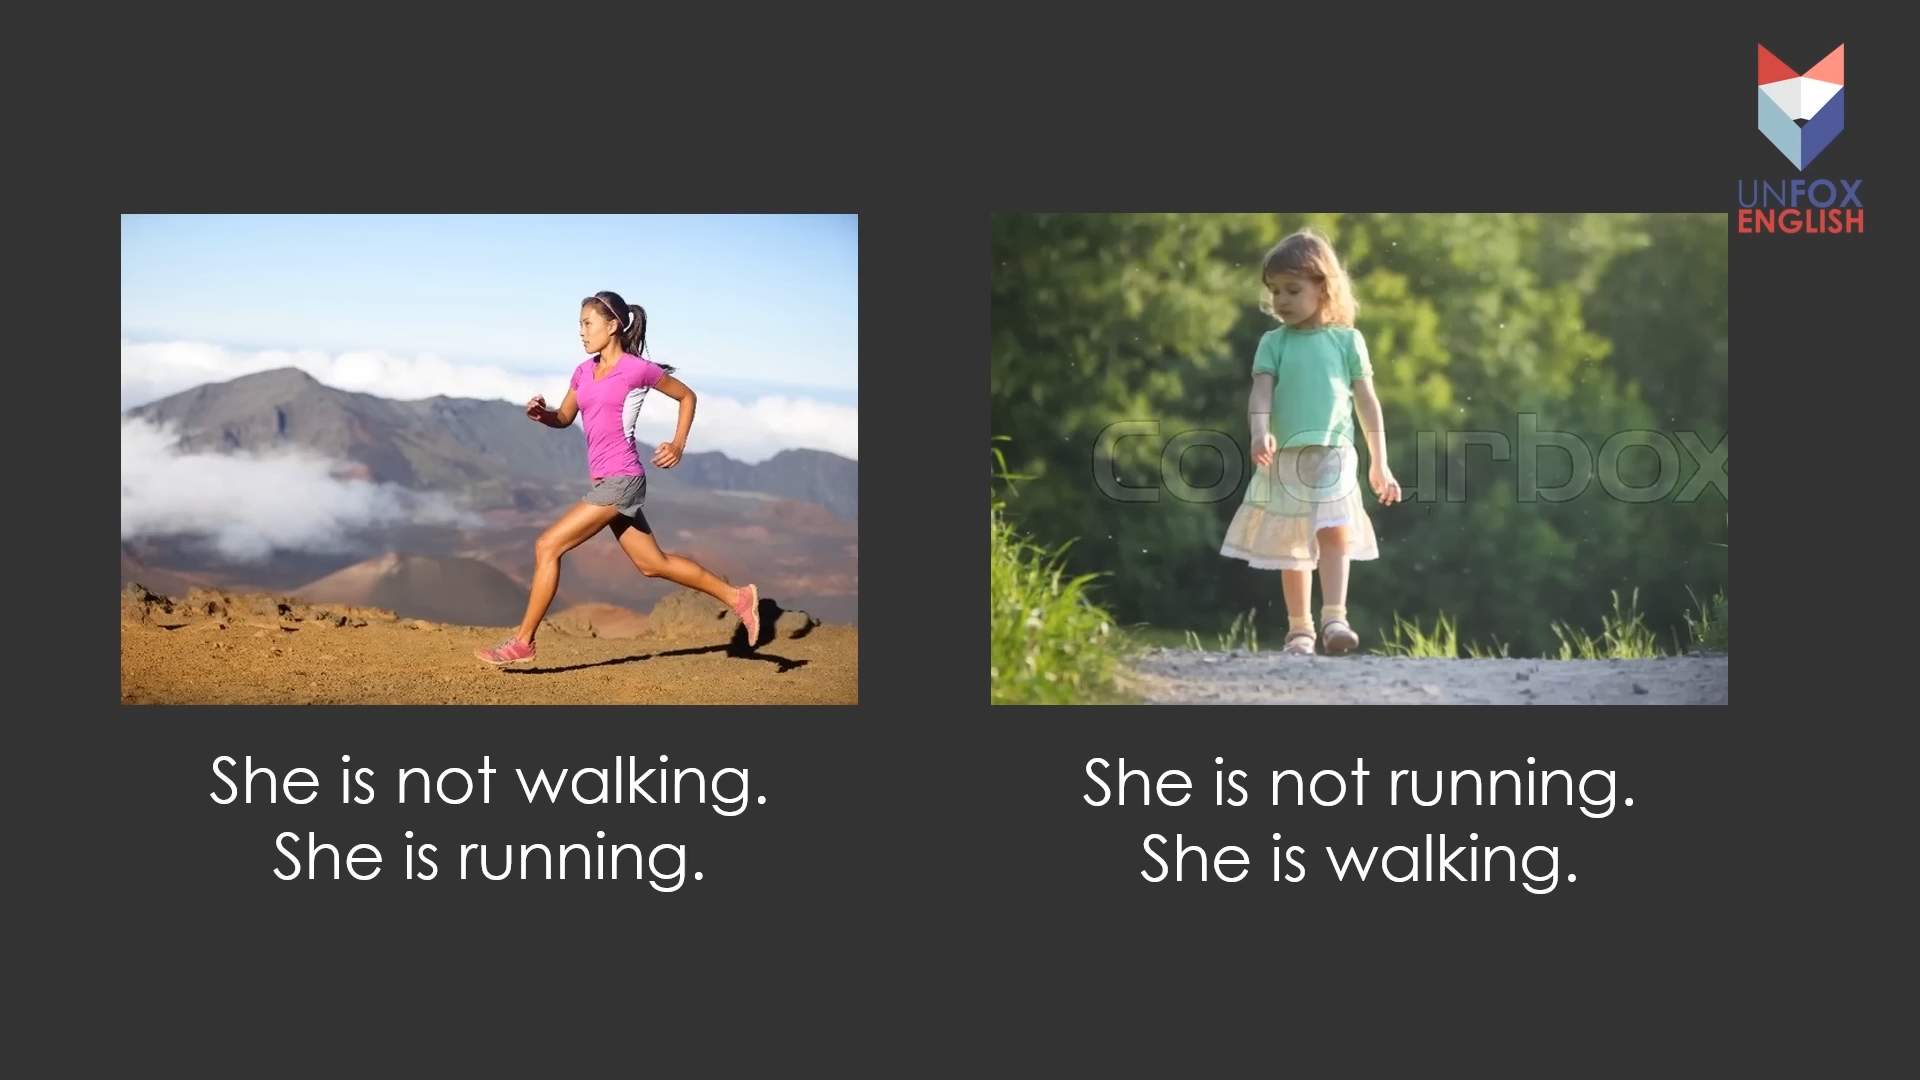 UNFOX
ENGLISH
colourbox
She is not walking.
She is running.
She is not running.
She is walking.